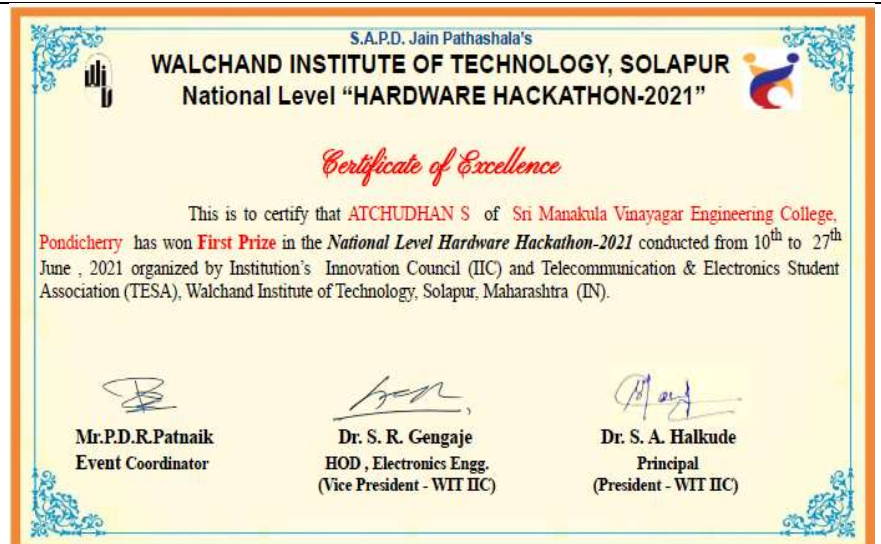 S.A.P.D. Jain Pathashala's
WALCHAND INSTITUTE OF TECHNOLOGY, SOLAPUR
National Level “HARDWARE HACKATHON-2021”
Certificate of Excellence
This is to certify that ATCHUDHAN S of Sri Manakula Vinayagar Engineering College,
Pondicherry has won First Prize in the National Level Hardware Hackathon-2021 conducted from 10th to 27th
June , 2021 organized by Institution's Innovation Council (IIC) and Telecommunication & Electronics Student
Association (TESA), Walchand Institute of Technology, Solapur, Maharashtra (IN).
Mr.P.D.R.Patnaik
Event Coordinator
Dr. S. R. Gengaje
HOD , Electronics Engg.
(Vice President - WIT IIC)
Dr. S. A. Halkude
Principal
(President - WIT IIC)